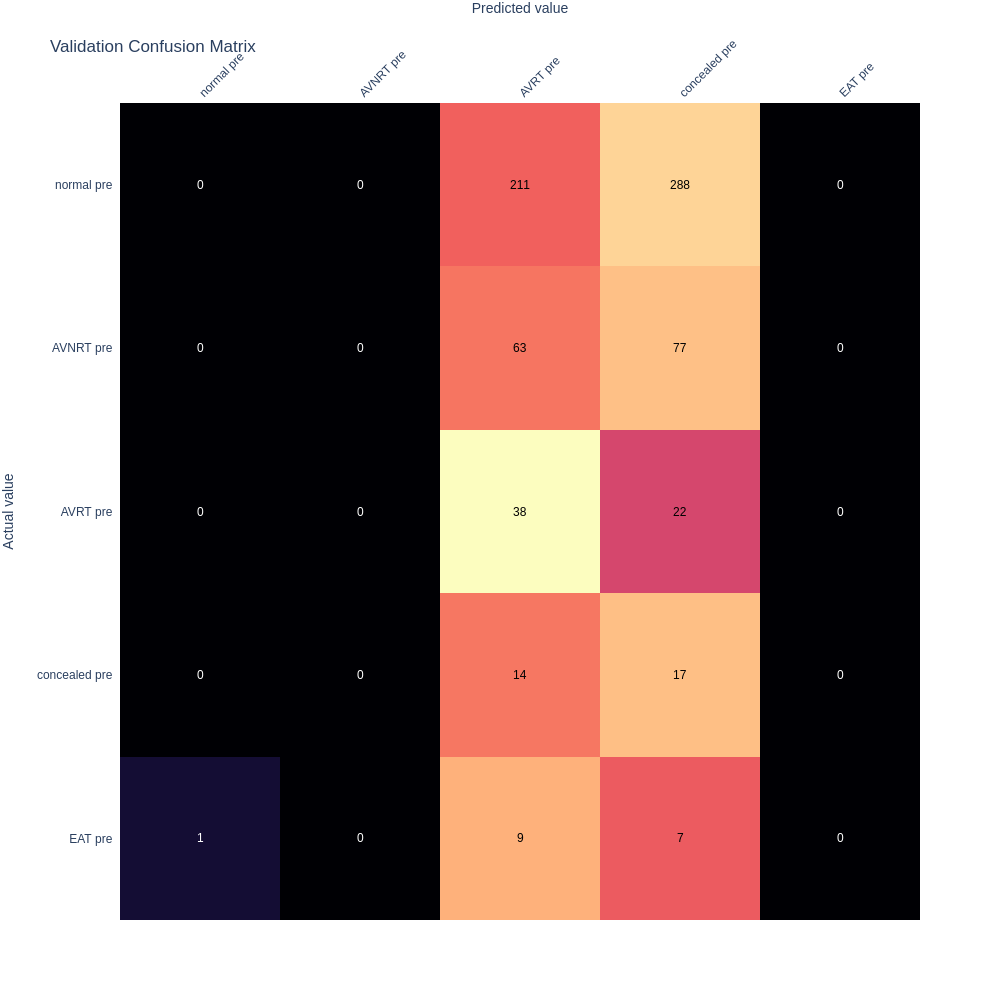 Predicted value
Validation Confusion Matrix
normal pre
AVNRT pre
AVRT pre
concealed pre
EAT pre
Actual value
normal pre 0 0 211 288 0
AVNRT pre 0 0 63 77 0
AVRT pre 0 0 38 22 0
concealed pre 0 0 14 17 0
EAT pre 1 0 9 7 0